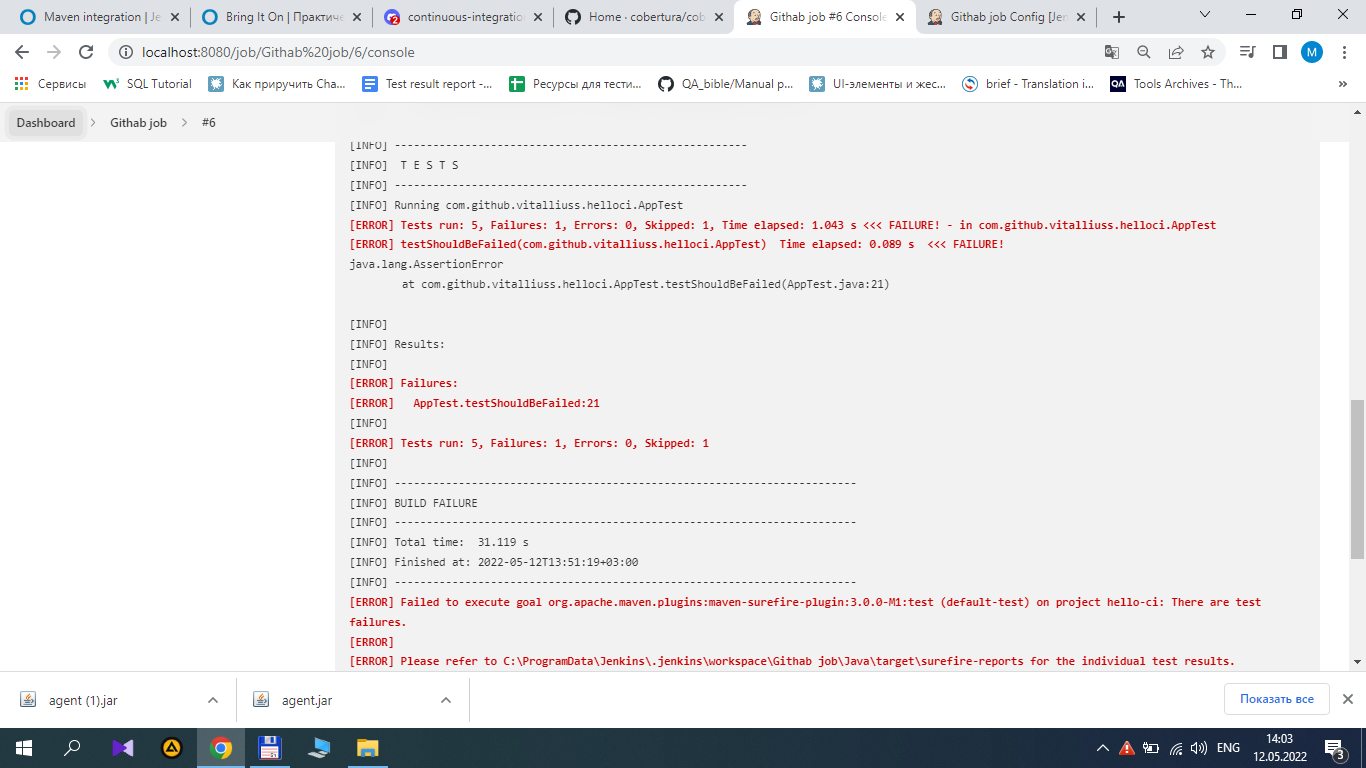 Maven integration | Je
Bring It On | Практиче
continuous-integration
Home · cobertura/cob
Githab job #6 Console
Githab job Config [Jen
localhost:8080/job/Githab%20job/6/console
M
Сервисы
SQL Tutorial
Как приручить Cha...
Test result report -...
Ресурсы для тести...
QA_bible/Manual p...
UI-элементы и жес...
brief - Translation i...
QA
Tools Archives - Th...
»
Dashboard
Githab job
#6
[INFO] -------------------------------------------------------
[INFO]  T E S T S
[INFO] -------------------------------------------------------
[INFO] Running com.github.vitalliuss.helloci.AppTest
[ERROR] Tests run: 5, Failures: 1, Errors: 0, Skipped: 1, Time elapsed: 1.043 s <<< FAILURE! - in com.github.vitalliuss.helloci.AppTest
[ERROR] testShouldBeFailed(com.github.vitalliuss.helloci.AppTest)  Time elapsed: 0.089 s  <<< FAILURE!
java.lang.AssertionError
at com.github.vitalliuss.helloci.AppTest.testShouldBeFailed(AppTest.java:21)
[INFO]
[INFO] Results:
[INFO]
[ERROR] Failures:
[ERROR]   AppTest.testShouldBeFailed:21
[INFO]
[ERROR] Tests run: 5, Failures: 1, Errors: 0, Skipped: 1
[INFO]
[INFO] ------------------------------------------------------------------------
[INFO] BUILD FAILURE
[INFO] ------------------------------------------------------------------------
[INFO] Total time:  31.119 s
[INFO] Finished at: 2022-05-12T13:51:19+03:00
[INFO] ------------------------------------------------------------------------
[ERROR] Failed to execute goal org.apache.maven.plugins:maven-surefire-plugin:3.0.0-M1:test (default-test) on project hello-ci: There are test
failures.
[ERROR]
[ERROR] Please refer to C:\ProgramData\Jenkins\.jenkins\workspace\Githab job\Java\target\surefire-reports for the individual test results.
agent (1).jar
agent.jar
Показать все
ENG
14:03
12.05.2022
3